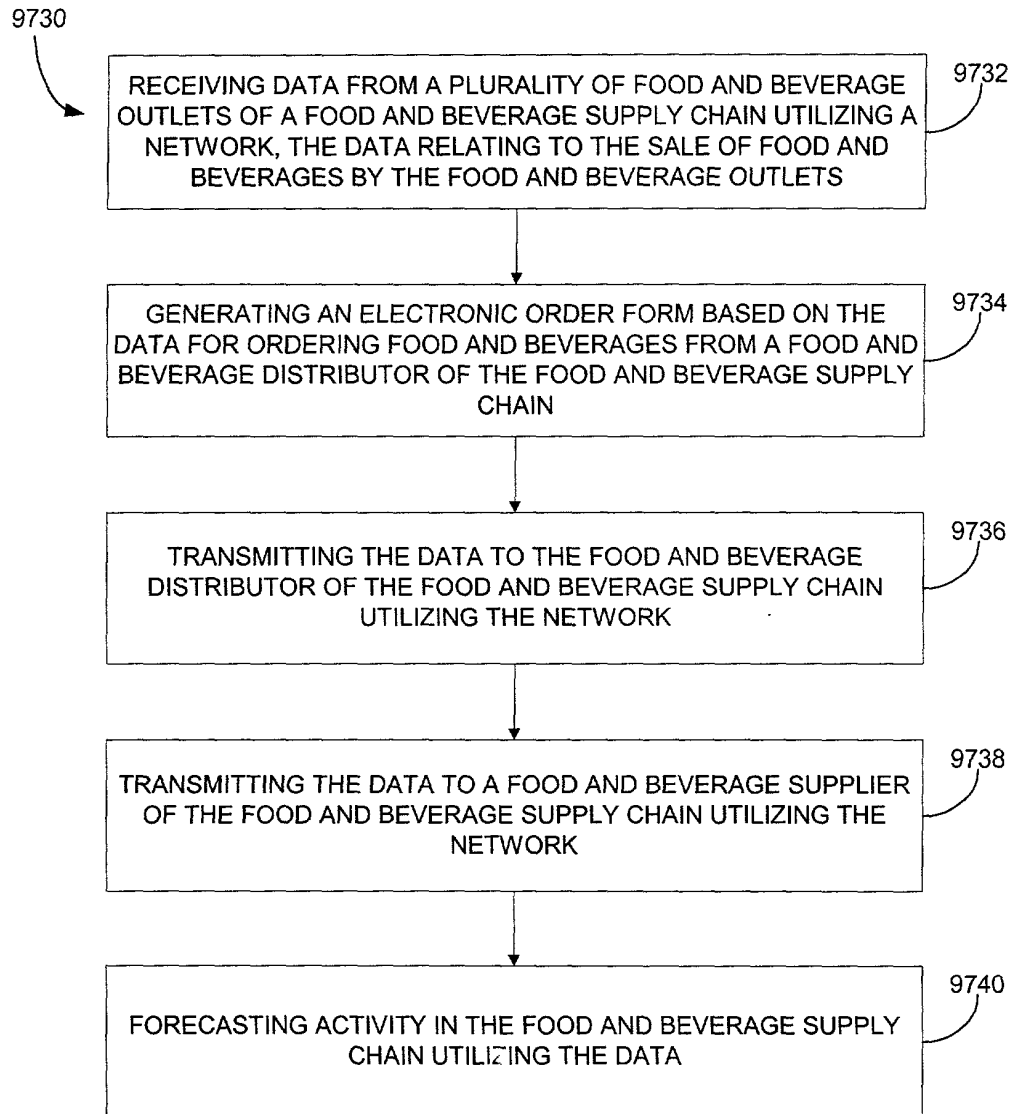 9730
RECEIVING DATA FROM A PLURALITY OF FOOD AND BEVERAGE
OUTLETS OF A FOOD AND BEVERAGE SUPPLY CHAIN UTILIZING A
NETWORK, THE DATA RELATING TO THE SALE OF FOOD AND
BEVERAGES BY THE FOOD AND BEVERAGE OUTLETS
9732
GENERATING AN ELECTRONIC ORDER FORM BASED ON THE
DATA FOR ORDERING FOOD AND BEVERAGES FROM A FOOD AND
BEVERAGE DISTRIBUTOR OF THE FOOD AND BEVERAGE SUPPLY
CHAIN
9734
TRANSMITTING THE DATA TO THE FOOD AND BEVERAGE
DISTRIBUTOR OF THE FOOD AND BEVERAGE SUPPLY CHAIN
UTILIZING THE NETWORK
9736
TRANSMITTING THE DATA TO A FOOD AND BEVERAGE SUPPLIER
OF THE FOOD AND BEVERAGE SUPPLY CHAIN UTILIZING THE
NETWORK
9738
FORECASTING ACTIVITY IN THE FOOD AND BEVERAGE SUPPLY
CHAIN UTILIZING THE DATA
9740